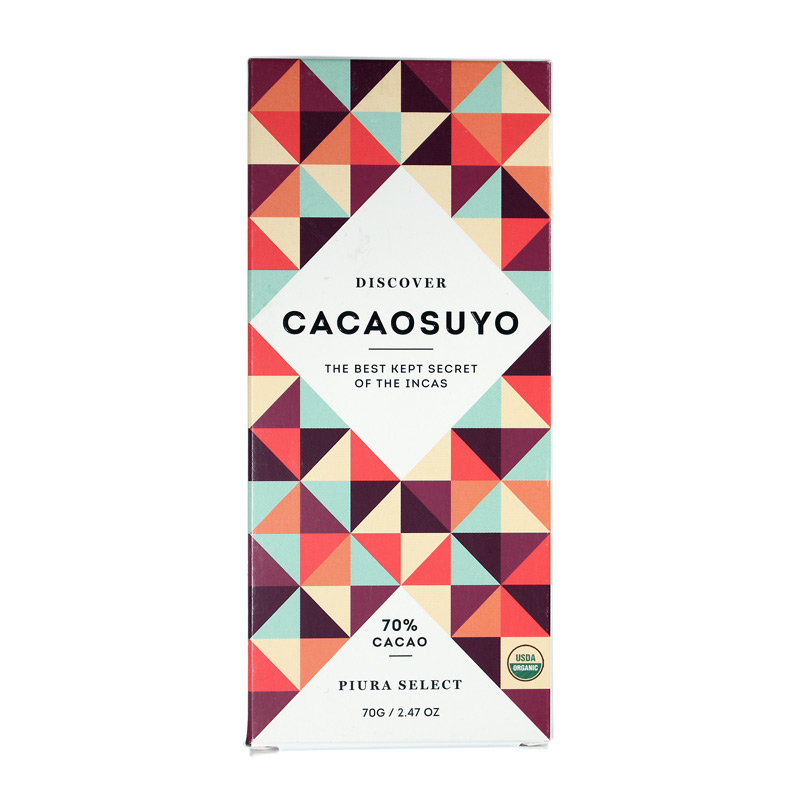 DISCOVER
CACAOSUYO
THE BEST KEPT SECRET
OF THE INCAS
70%
CACAO
USDA
ORGANIC
PIURA SELECT
70G / 2.47 OZ